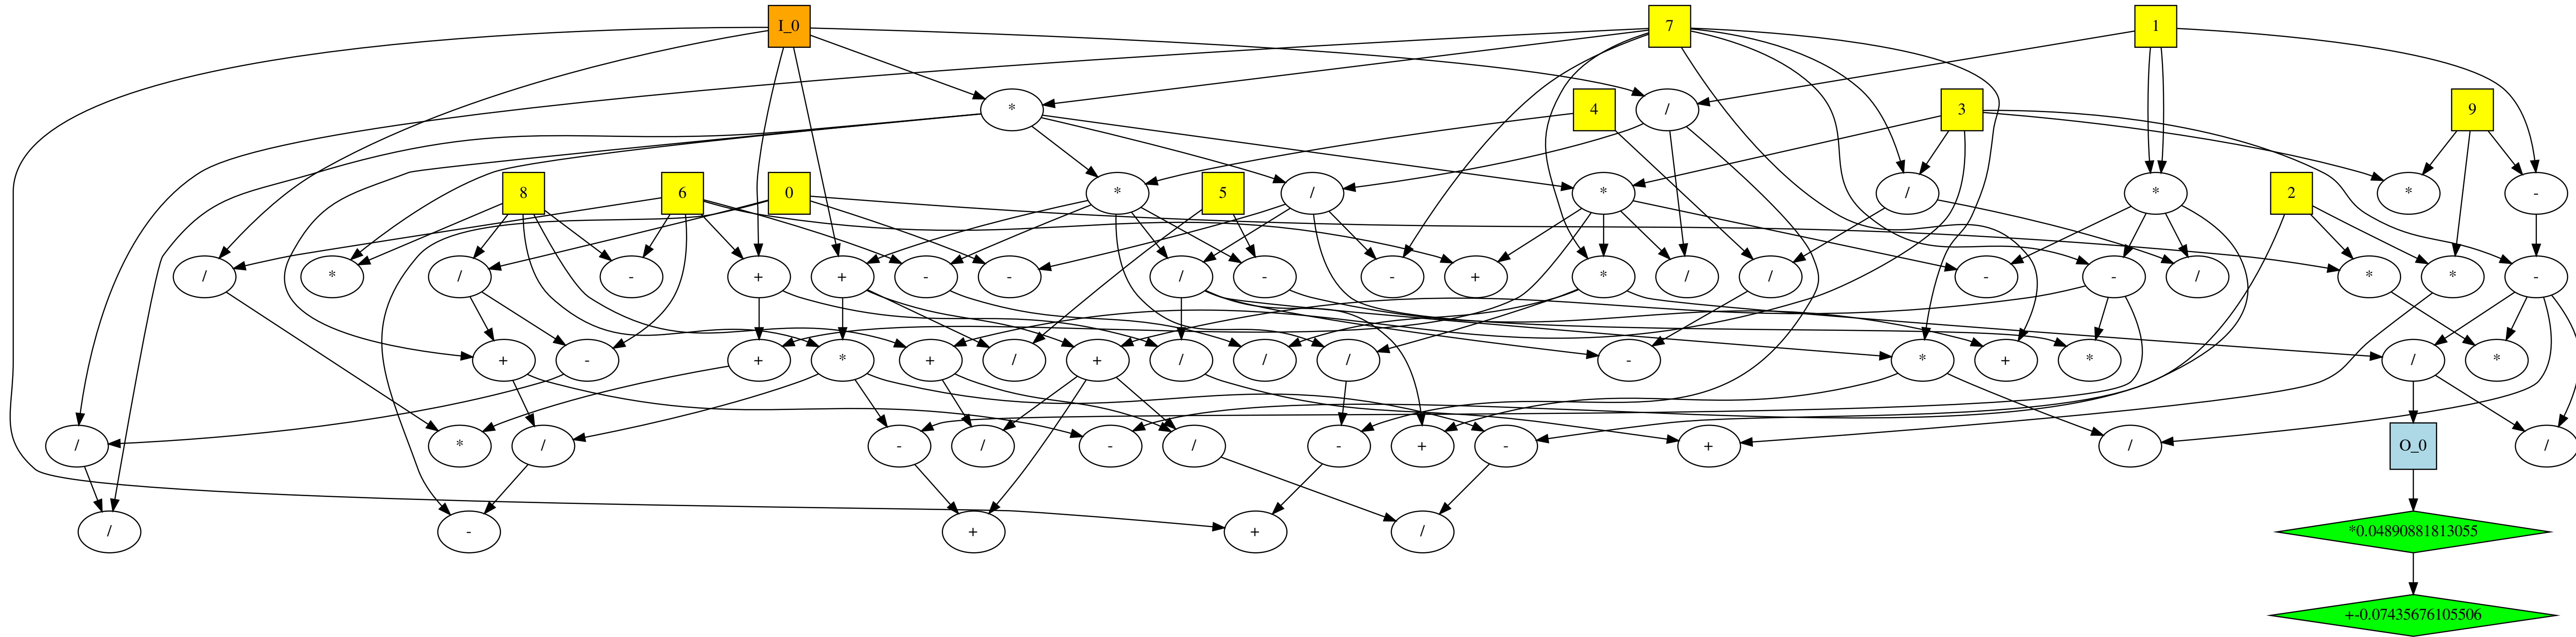 I_0 7 1
* 4 / 3 9
8 6 0 * 5 / * / * 2 * -
/ * / - + + - - / - - + * / / - - / * * -
+ - + * + / + / / / - * + * / *
/ * / - / - / - + - + / O_0 /
/ - + + / *0.04890881813055
+-0.07435676105506